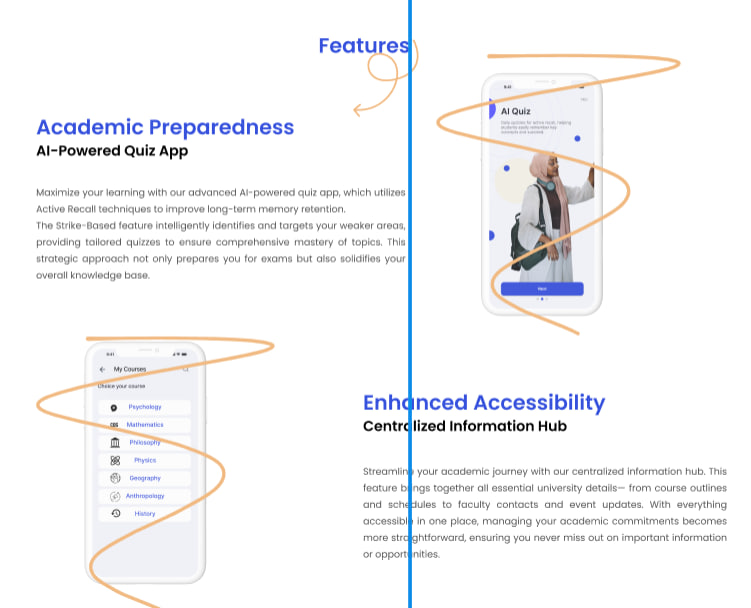 Features
Academic Preparedness
AI-Powered Quiz App
Maximize your learning with our advanced AI-powered quiz app, which utilizes
Active Recall techniques to improve long-term memory retention.
The Strike-Based feature intelligently identifies and targets your weaker areas,
providing tailored quizzes to ensure comprehensive mastery of topics. This
strategic approach not only prepares you for exams but also solidifies your
overall knowledge base.
9:41
AI Quiz
Next
9:41
My Courses
Choice your course
Psychology
Mathematics
Philosophy
Physics
Geography
Anthropology
History
Enhanced Accessibility
Centralized Information Hub
Streamline your academic journey with our centralized information hub. This
feature brings together all essential university details— from course outlines
and schedules to faculty contacts and event updates. With everything
accessible in one place, managing your academic commitments becomes
more straightforward, ensuring you never miss out on important information
or opportunities.